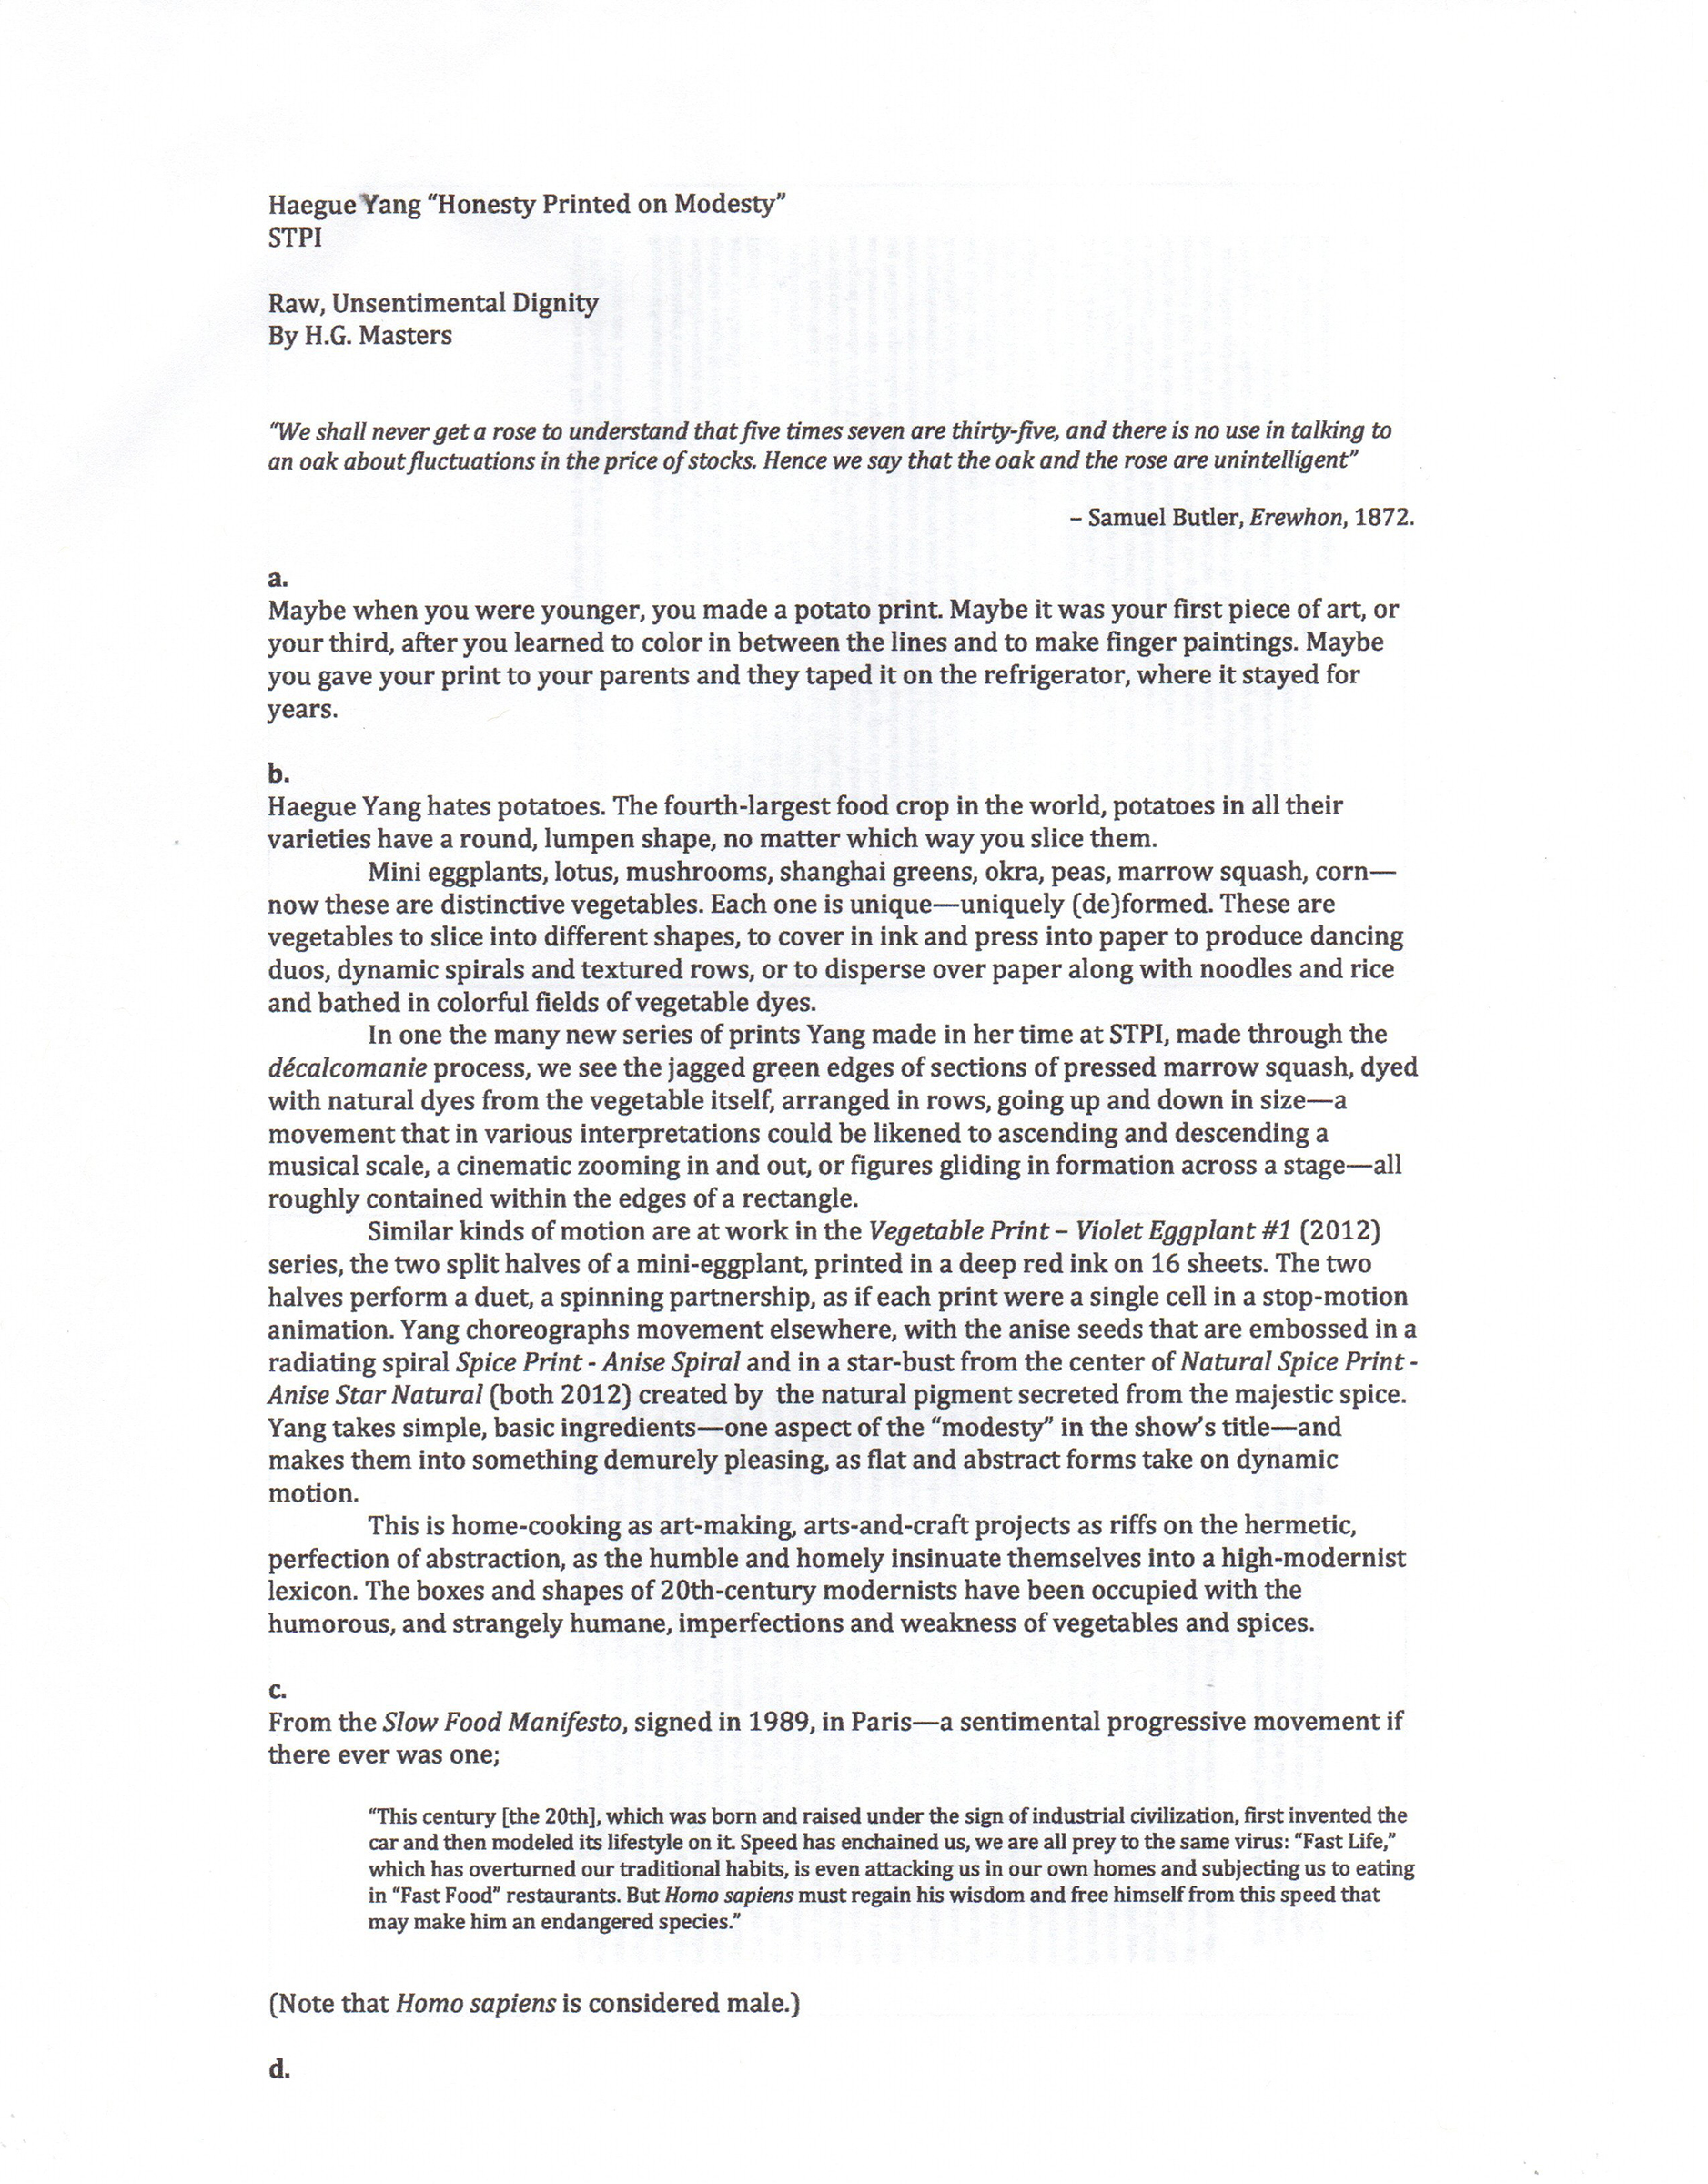 Haegue Yang “Honesty Printed on Modesty”
STPI
Raw, Unsentimental Dignity
By H.G. Masters
“We shall never get a rose to understand that five times seven are thirty-five, and there is no use in talking to
an oak about fluctuations in the price of stocks. Hence we say that the oak and the rose are unintelligent”
– Samuel Butler, Erewhon, 1872.
a.
Maybe when you were younger, you made a potato print. Maybe it was your first piece of art, or
your third, after you learned to color in between the lines and to make finger paintings. Maybe
you gave your print to your parents and they taped it on the refrigerator, where it stayed for
years.
b.
Haegue Yang hates potatoes. The fourth-largest food crop in the world, potatoes in all their
varieties have a round, lumpen shape, no matter which way you slice them.
Mini eggplants, lotus, mushrooms, shanghai greens, okra, peas, marrow squash, corn—
now these are distinctive vegetables. Each one is unique—uniquely (de)formed. These are
vegetables to slice into different shapes, to cover in ink and press into paper to produce dancing
duos, dynamic spirals and textured rows, or to disperse over paper along with noodles and rice
and bathed in colorful fields of vegetable dyes.
In one the many new series of prints Yang made in her time at STPI, made through the
décalcomanie process, we see the jagged green edges of sections of pressed marrow squash, dyed
with natural dyes from the vegetable itself, arranged in rows, going up and down in size—a
movement that in various interpretations could be likened to ascending and descending a
musical scale, a cinematic zooming in and out, or figures gliding in formation across a stage—all
roughly contained within the edges of a rectangle.
Similar kinds of motion are at work in the Vegetable Print – Violet Eggplant #1 (2012)
series, the two split halves of a mini-eggplant, printed in a deep red ink on 16 sheets. The two
halves perform a duet, a spinning partnership, as if each print were a single cell in a stop-motion
animation. Yang choreographs movement elsewhere, with the anise seeds that are embossed in a
radiating spiral Spice Print - Anise Spiral and in a star-bust from the center of Natural Spice Print -
Anise Star Natural (both 2012) created by the natural pigment secreted from the majestic spice.
Yang takes simple, basic ingredients—one aspect of the “modesty” in the show’s title—and
makes them into something demurely pleasing, as flat and abstract forms take on dynamic
motion.
This is home-cooking as art-making, arts-and-craft projects as riffs on the hermetic,
perfection of abstraction, as the humble and homely insinuate themselves into a high-modernist
lexicon. The boxes and shapes of 20th-century modernists have been occupied with the
humorous, and strangely humane, imperfections and weakness of vegetables and spices.
c.
From the Slow Food Manifesto, signed in 1989, in Paris—a sentimental progressive movement if
there ever was one;
“This century [the 20th], which was born and raised under the sign of industrial civilization, first invented the
car and then modeled its lifestyle on it. Speed has enchained us, we are all prey to the same virus: “Fast Life,”
which has overturned our traditional habits, is even attacking us in our own homes and subjecting us to eating
in “Fast Food” restaurants. But Homo sapiens must regain his wisdom and free himself from this speed that
may make him an endangered species.”
(Note that Homo sapiens is considered male.)
d.